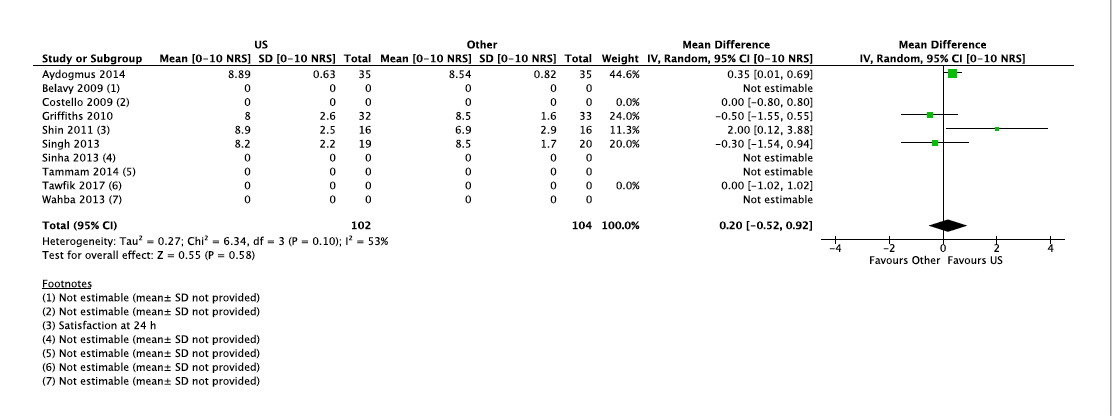 US Other Mean Difference Mean Difference
Study or Subgroup Mean [0-10 NRS] SD [0-10 NRS] Total Mean [0-10 NRS] SD [0-10 NRS] Total Weight IV, Random, 95% CI [0-10 NRS] IV, Random, 95% CI [0-10 NRS]
Aydogmus 2014 8.89 0.63 35 8.54 0.82 35 44.6% 0.35 [0.01, 0.69]
Belavy 2009 (1) 0 0 0 0 0 0 Not estimable
Costello 2009 (2) 0 0 0 0 0 0 0.0% 0.00 [-0.80, 0.80]
Griffiths 2010 8 2.6 32 8.5 1.6 33 24.0% -0.50 [-1.55, 0.55]
Shin 2011 (3) 8.9 2.5 16 6.9 2.9 16 11.3% 2.00 [0.12, 3.88]
Singh 2013 8.2 2.2 19 8.5 1.7 20 20.0% -0.30 [-1.54, 0.94]
Sinha 2013 (4) 0 0 0 0 0 0 Not estimable
Tammam 2014 (5) 0 0 0 0 0 0 Not estimable
Tawfik 2017 (6) 0 0 0 0 0 0 0.0% 0.00 [-1.02, 1.02]
Wahba 2013 (7) 0 0 0 0 0 0 Not estimable
Total (95% CI) 102 104 100.0% 0.20 [-0.52, 0.92]
Heterogeneity: Tau² = 0.27; Chi² = 6.34, df = 3 (P = 0.10); I² = 53%
Test for overall effect: Z = 0.55 (P = 0.58)
-4 -2 0 2 4
Favours Other Favours US
Footnotes
(1) Not estimable (mean± SD not provided)
(2) Not estimable (mean± SD not provided)
(3) Satisfaction at 24 h
(4) Not estimable (mean± SD not provided)
(5) Not estimable (mean± SD not provided)
(6) Not estimable (mean± SD not provided)
(7) Not estimable (mean± SD not provided)